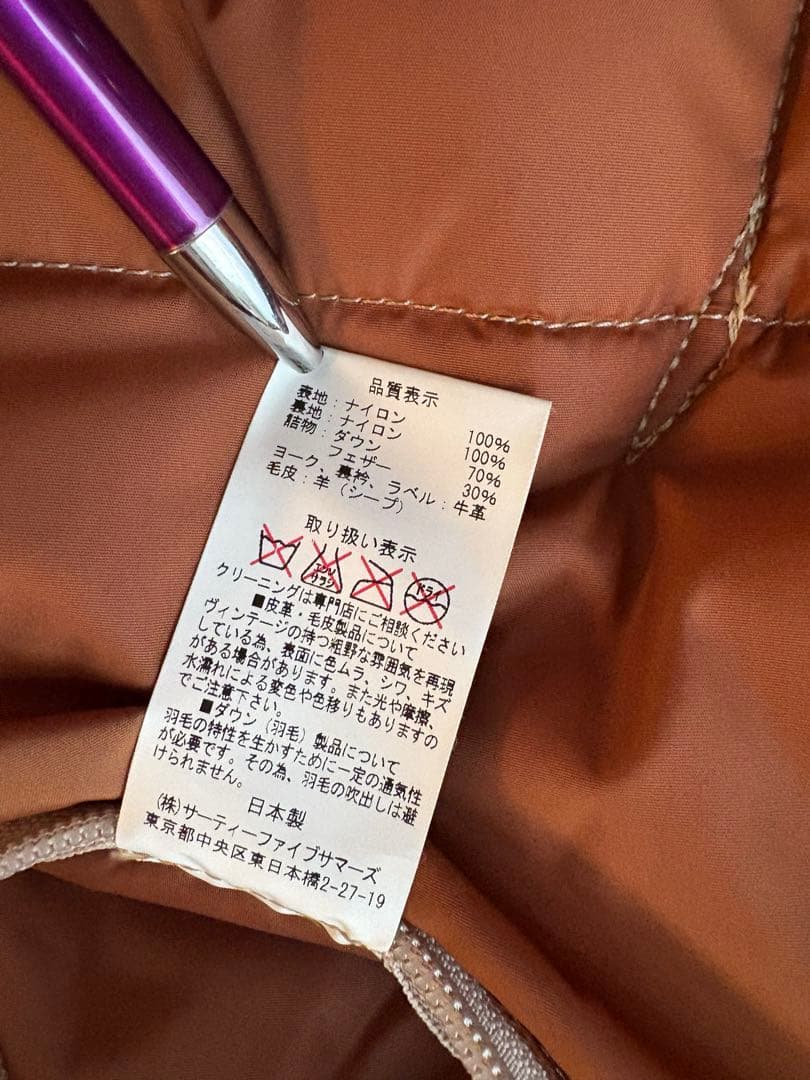 品質表示
表地：ナイロン 100%
裏地：ナイロン 100%
詰物：ダウン 70%
フェザー 30%
ヨーク、裏衿、ラベル：牛革
毛皮：羊（シープ）
取り扱い表示
エンソ
サラシ
ドライ
クリーニングは専門店にご相談ください
■皮革・毛皮製品について
ヴィンテージの持つ粗野な雰囲気を再現
している為、表面に色ムラ、シワ、キズ
がある場合があります。また光や摩擦、
水濡れによる変色や色移りもありますの
でご注意下さい。
■ダウン（羽毛）製品について
羽毛の特性を生かすために一定の通気性
が必要です。その為、羽毛の吹出しは避
けられません。
日本製
(株)サーティーファイブサマーズ
東京都中央区東日本橋2-27-19